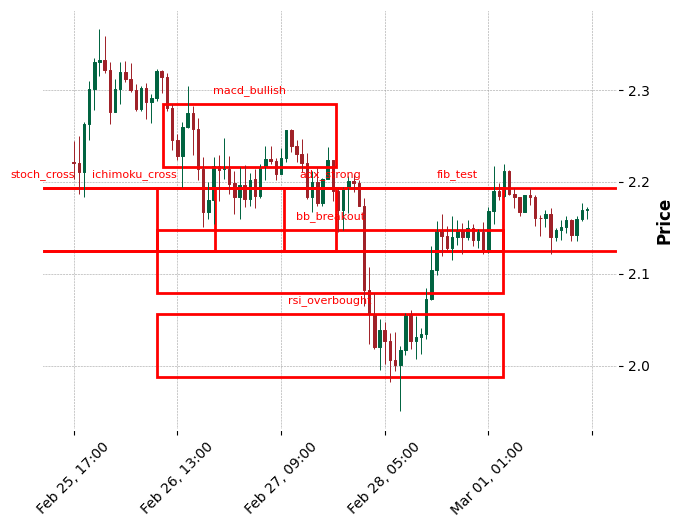 macd_bullish
stoch_cross
ichimoku_cross
adx_strong
fib_test
bb_breakout
rsi_overbought
2.3
2.2
2.1
2.0
Price
Feb 25, 17:00
Feb 26, 13:00
Feb 27, 09:00
Feb 28, 05:00
Mar 01, 01:00